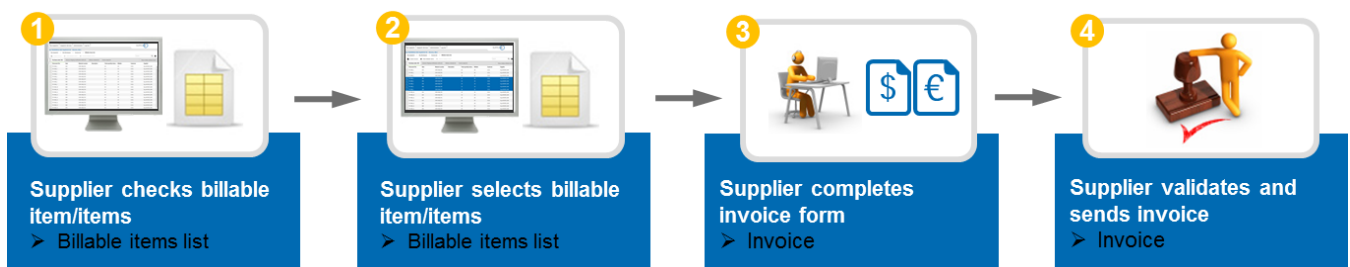 1
Supplier checks billable
item/items
➢ Billable items list
2
Supplier selects billable
item/items
➢ Billable items list
3
$ €
Supplier completes
invoice form
➢ Invoice
4
Supplier validates and
sends invoice
➢ Invoice